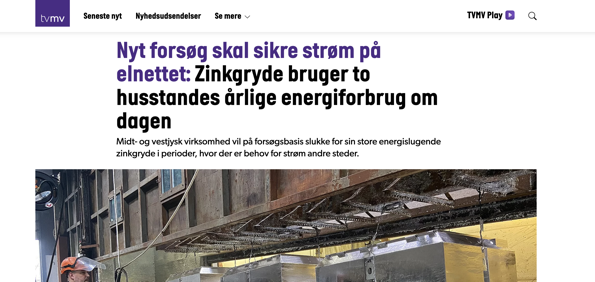 tvmv
Seneste nyt
Nyhedsudsendelser
Se mere
TVMV Play
Nyt forsøg skal sikre strøm på
elnettet: Zinkgryde bruger to
husstandes årlige energiforbrug om
dagen
Midt- og vestjysk virksomhed vil på forsøgsbasis slukke for sin store energislugende
zinkgryde i perioder, hvor der er behov for strøm andre steder.